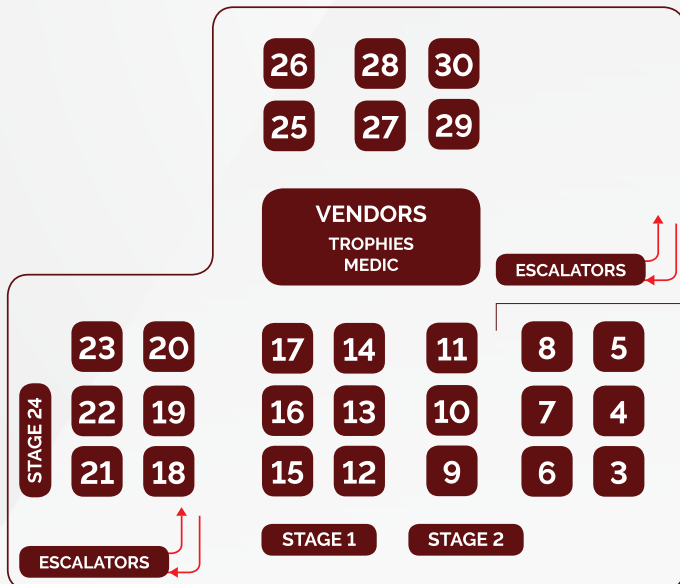 26 28 30
25 27 29
VENDORS
TROPHIES
MEDIC
ESCALATORS
23 20 17 14 11 8 5
STAGE 24
22 19 16 13 10 7 4
21 18 15 12 9 6 3
STAGE 1 STAGE 2
ESCALATORS